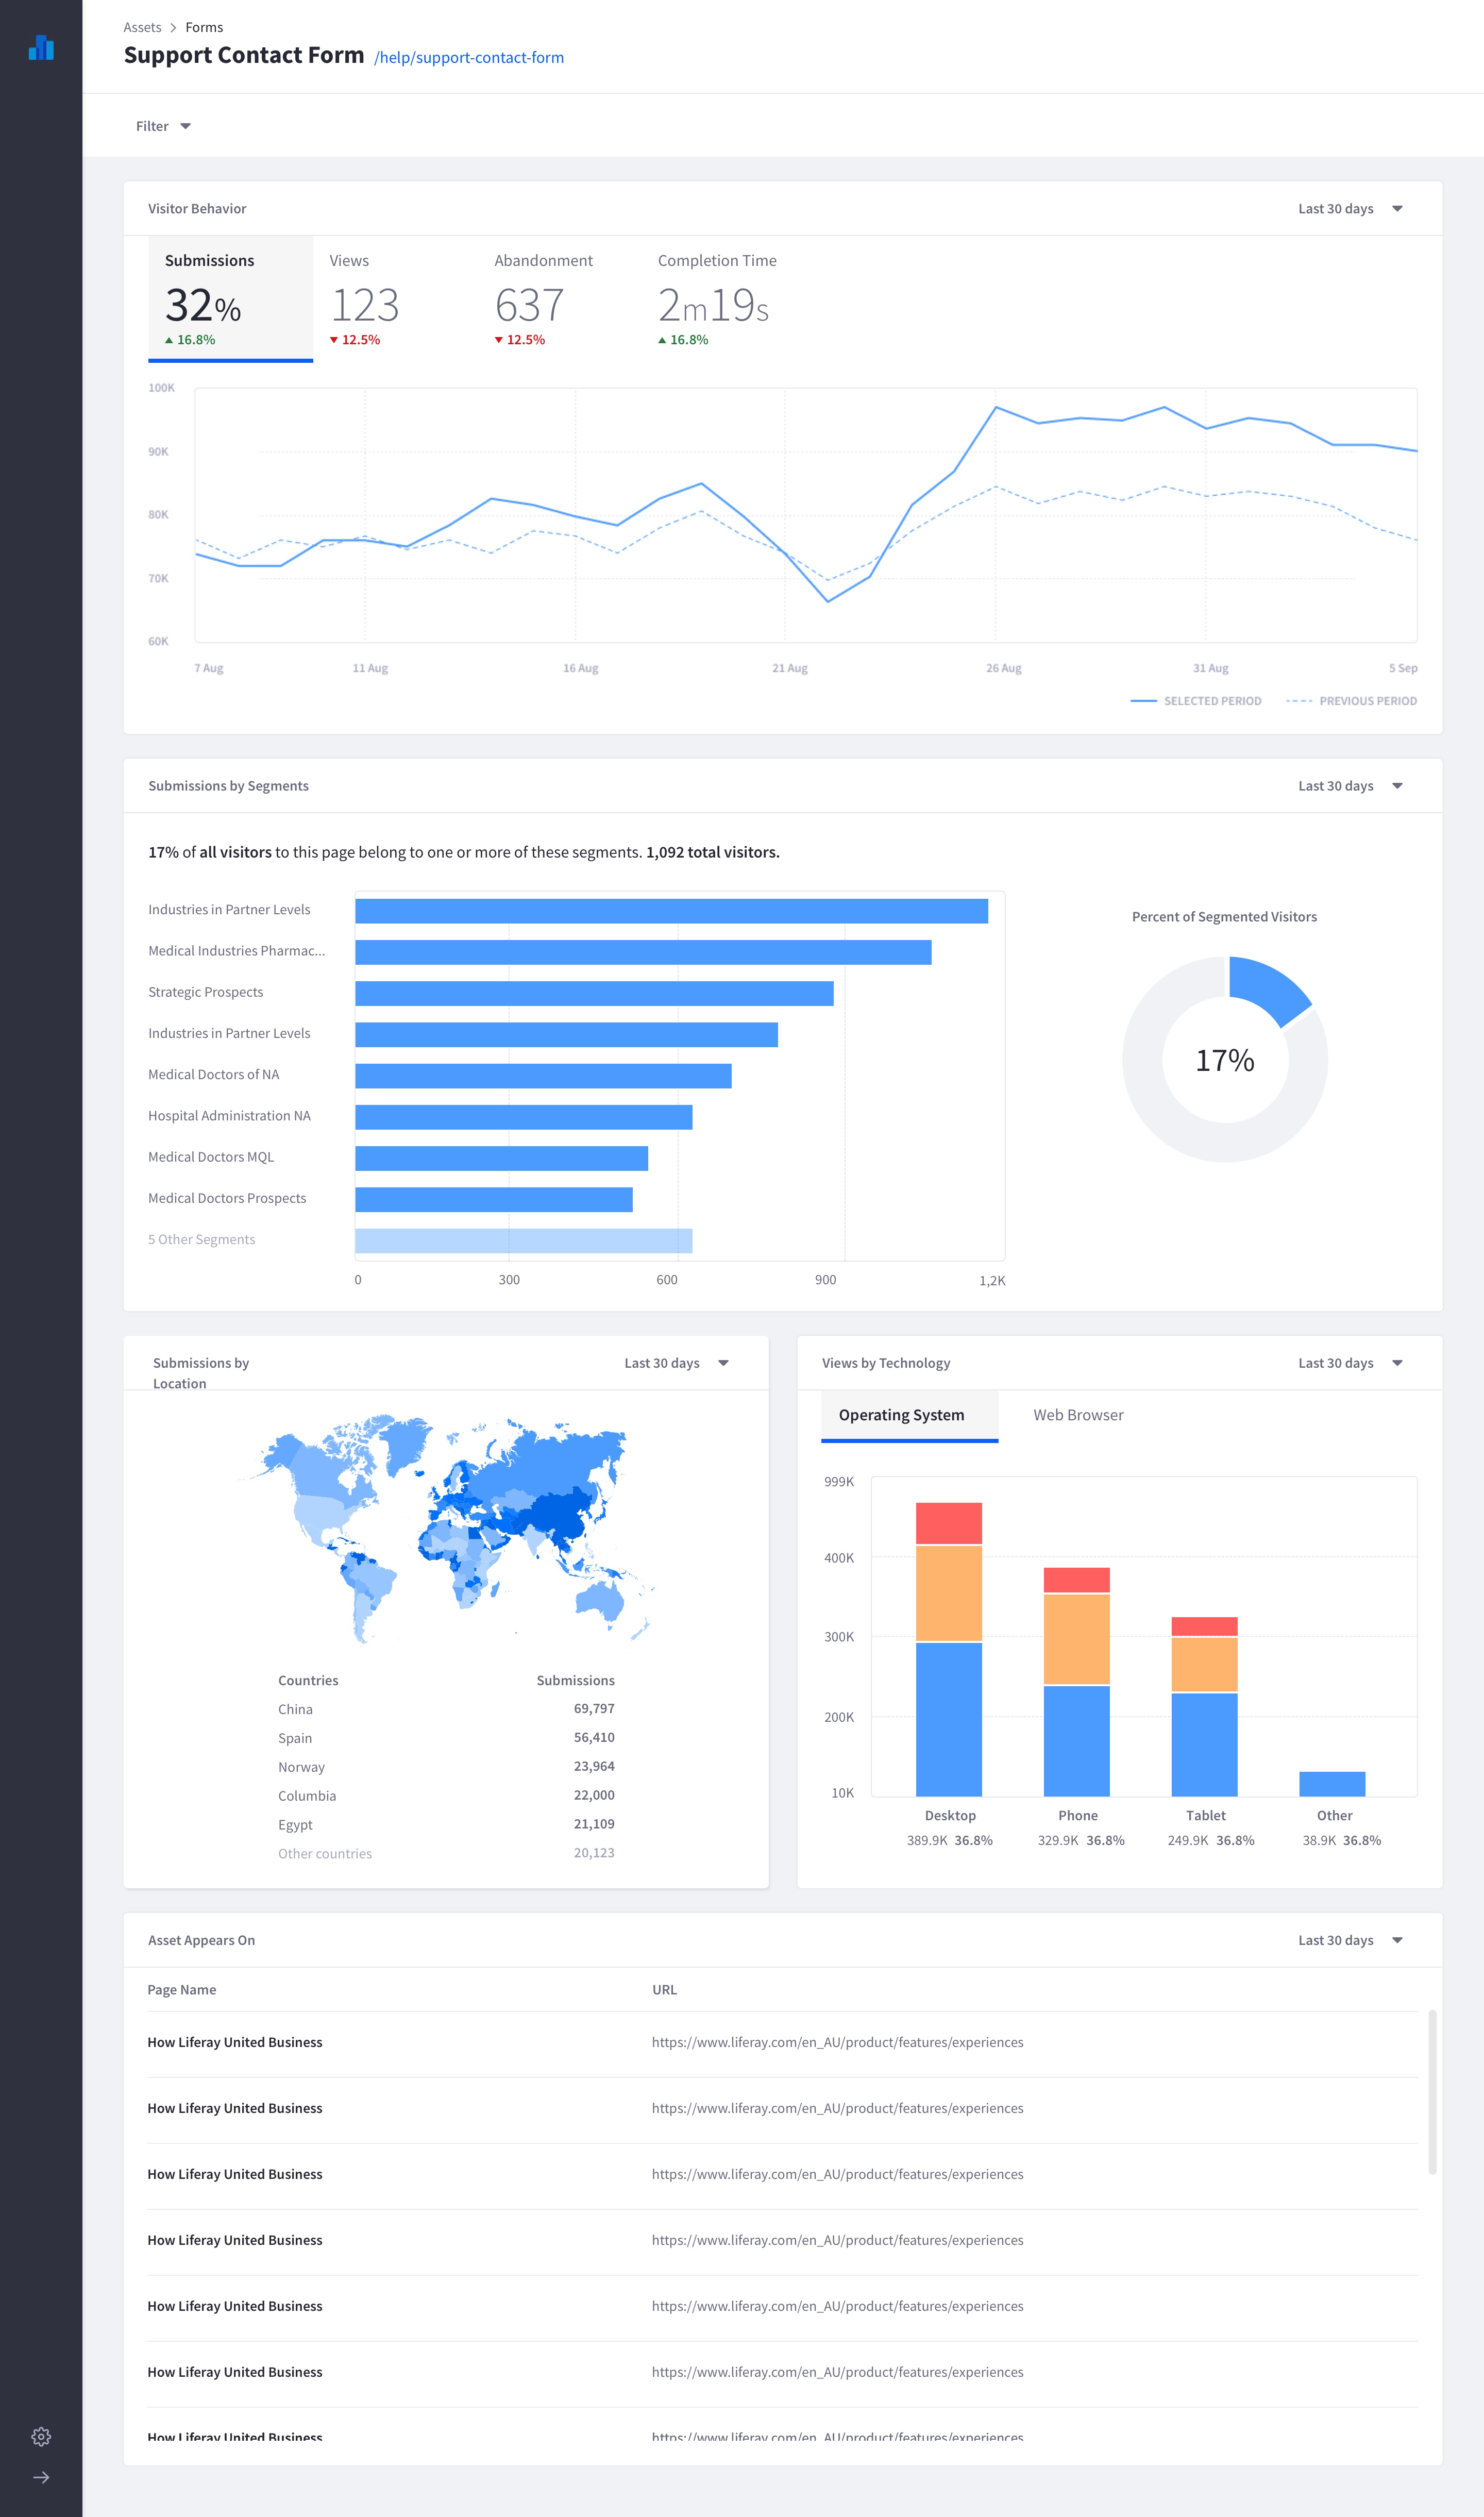 Assets > Forms
Support Contact Form /help/support-contact-form
Filter
Visitor Behavior Last 30 days
Submissions Views Abandonment Completion Time
32% 123 637 2m19s
16.8% 12.5% 12.5% 16.8%
100K
90K
80K
70K
60K
7 Aug 11 Aug 16 Aug 21 Aug 26 Aug 31 Aug 5 Sep
SELECTED PERIOD PREVIOUS PERIOD
Submissions by Segments Last 30 days
17% of all visitors to this page belong to one or more of these segments. 1,092 total visitors.
Industries in Partner Levels
Medical Industries Pharmac...
Strategic Prospects
Industries in Partner Levels
Medical Doctors of NA
Hospital Administration NA
Medical Doctors MQL
Medical Doctors Prospects
5 Other Segments
0 300 600 900 1,2K
Percent of Segmented Visitors
17%
Submissions by
Location
Last 30 days
Countries Submissions
China 69,797
Spain 56,410
Norway 23,964
Columbia 22,000
Egypt 21,109
Other countries 20,123
Views by Technology Last 30 days
Operating System Web Browser
999K
400K
300K
200K
10K
Desktop Phone Tablet Other
389.9K 36.8% 329.9K 36.8% 249.9K 36.8% 38.9K 36.8%
Asset Appears On Last 30 days
Page Name URL
How Liferay United Business https://www.liferay.com/en_AU/product/features/experiences
How Liferay United Business https://www.liferay.com/en_AU/product/features/experiences
How Liferay United Business https://www.liferay.com/en_AU/product/features/experiences
How Liferay United Business https://www.liferay.com/en_AU/product/features/experiences
How Liferay United Business https://www.liferay.com/en_AU/product/features/experiences
How Liferay United Business https://www.liferay.com/en_AU/product/features/experiences
How Liferay United Business https://www.liferay.com/en_AU/product/features/experiences